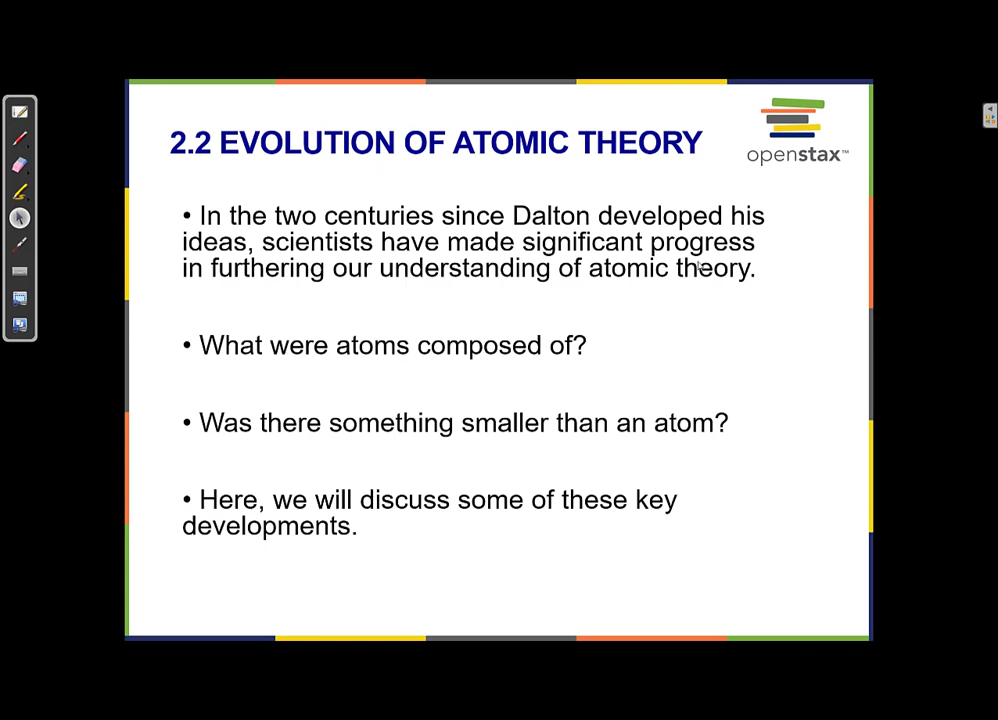 2.2 EVOLUTION OF ATOMIC THEORY
openstax™
• In the two centuries since Dalton developed his
ideas, scientists have made significant progress
in furthering our understanding of atomic theory.
• What were atoms composed of?
• Was there something smaller than an atom?
• Here, we will discuss some of these key
developments.